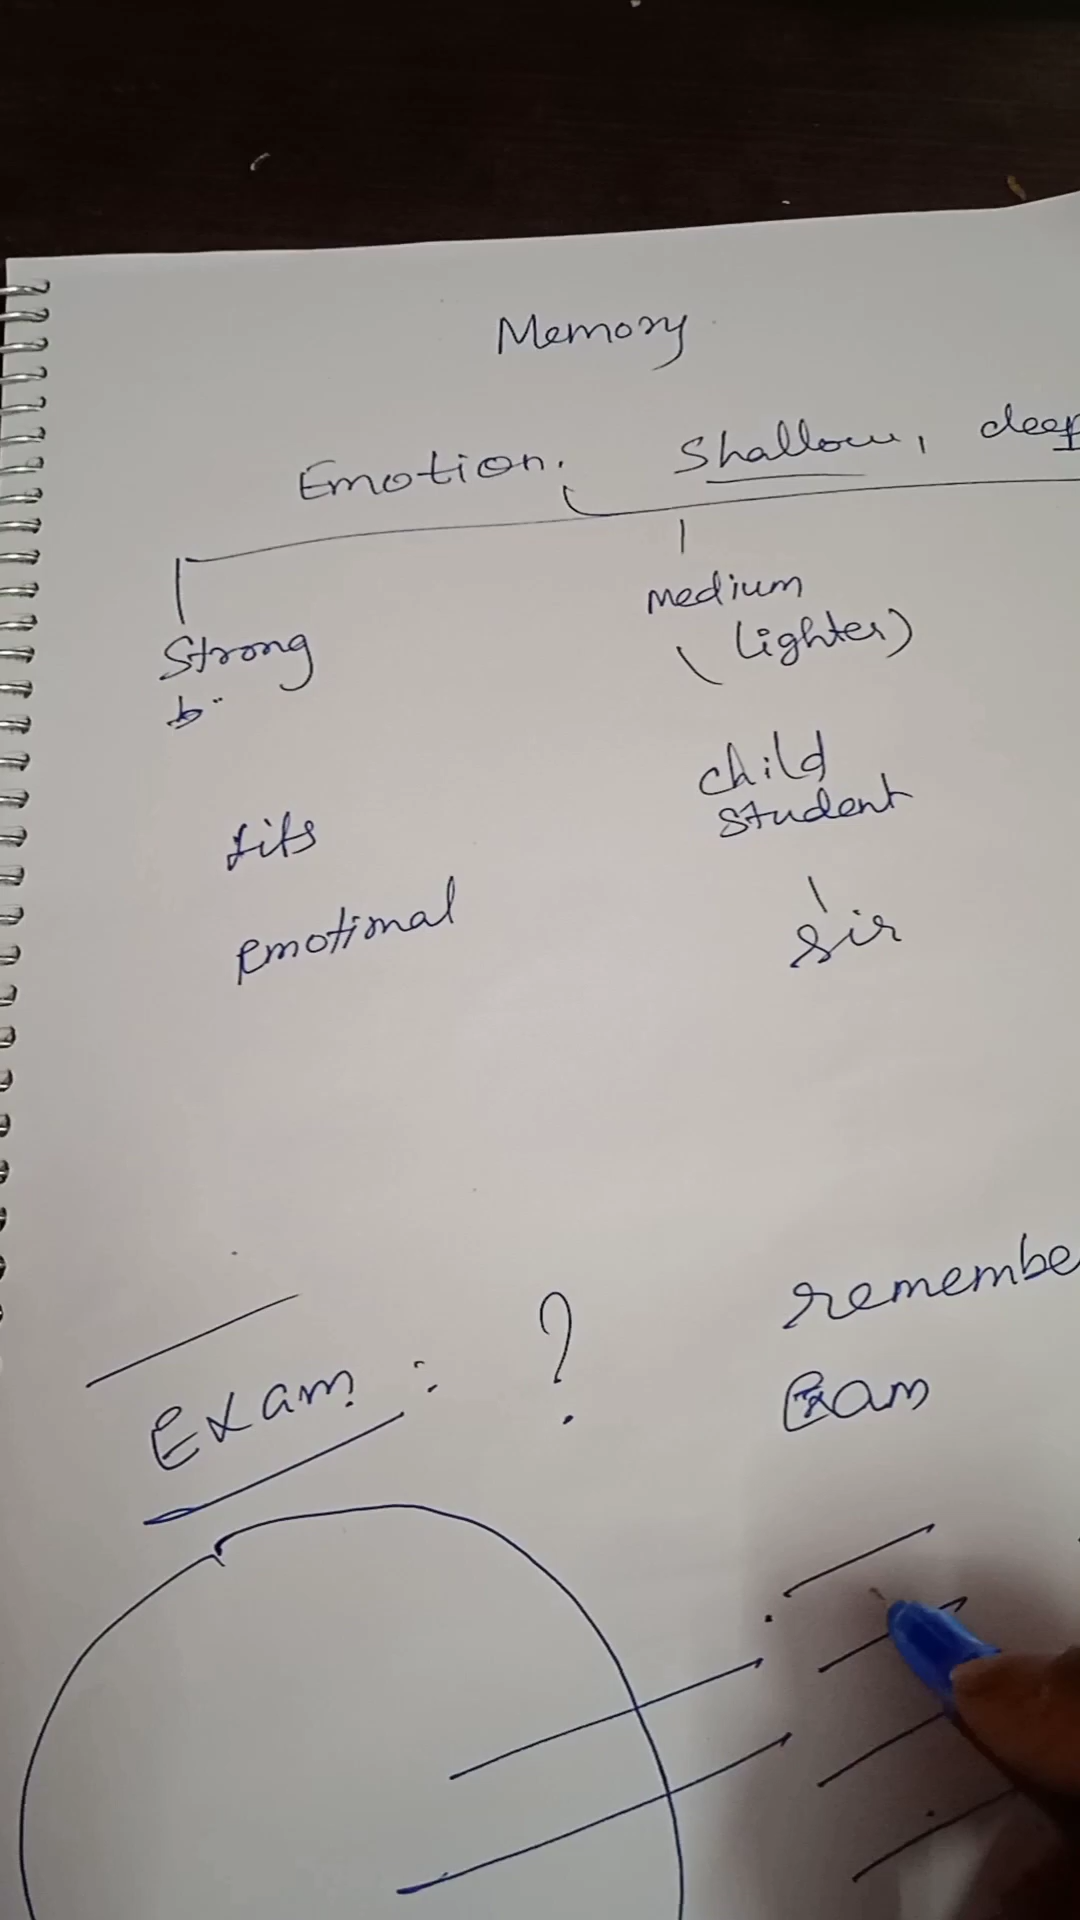 Memory
Emotion. Shallow, deep
Strong
Medium
(Lighter)
fits
child
student
emotional
sir
Exam : ?
remembe
Exam